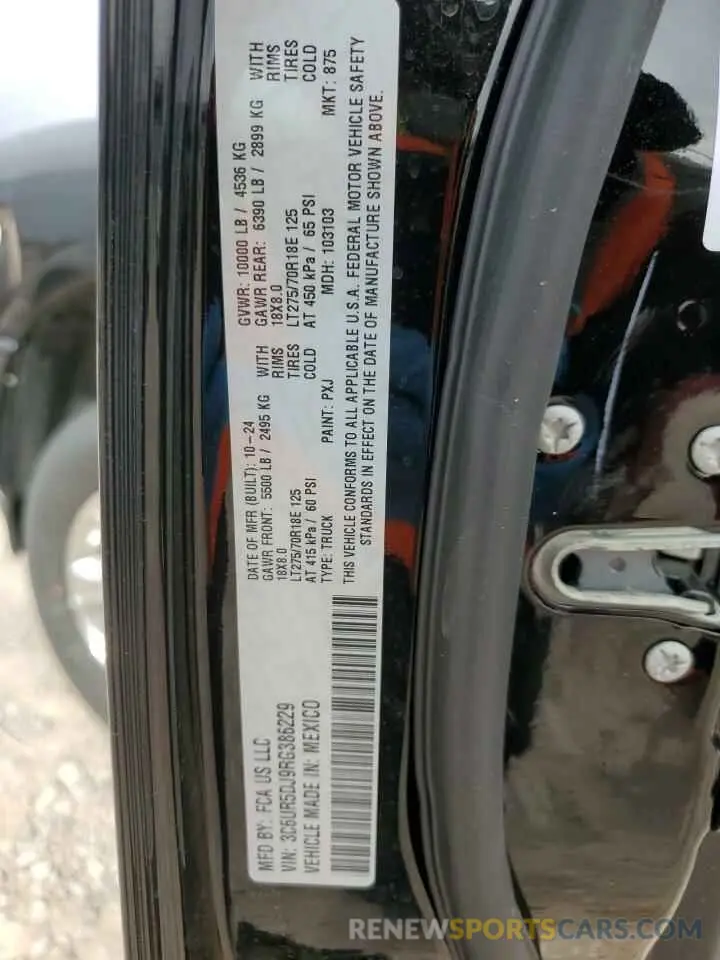 MFD BY: FCA US LLC
DATE OF MFR (BUILT): 10-24
GVWR: 10000 LB / 4536 KG
GAWR FRONT: 5500 LB / 2495 KG WITH
GAWR REAR: 6390 LB / 2899 KG WITH
18X8.0 RIMS
18X8.0 RIMS
LT275/70R18E 125 TIRES
LT275/70R18E 125 TIRES
AT 415 kPa / 60 PSI COLD
AT 450 kPa / 65 PSI COLD
VIN: 3C6UR5DJ9RG386229
TYPE: TRUCK PAINT: PXJ MDH: 103103 MKT: 875
VEHICLE MADE IN: MEXICO
THIS VEHICLE CONFORMS TO ALL APPLICABLE U.S.A. FEDERAL MOTOR VEHICLE SAFETY
STANDARDS IN EFFECT ON THE DATE OF MANUFACTURE SHOWN ABOVE.
RENEWSPORTSCARS.COM